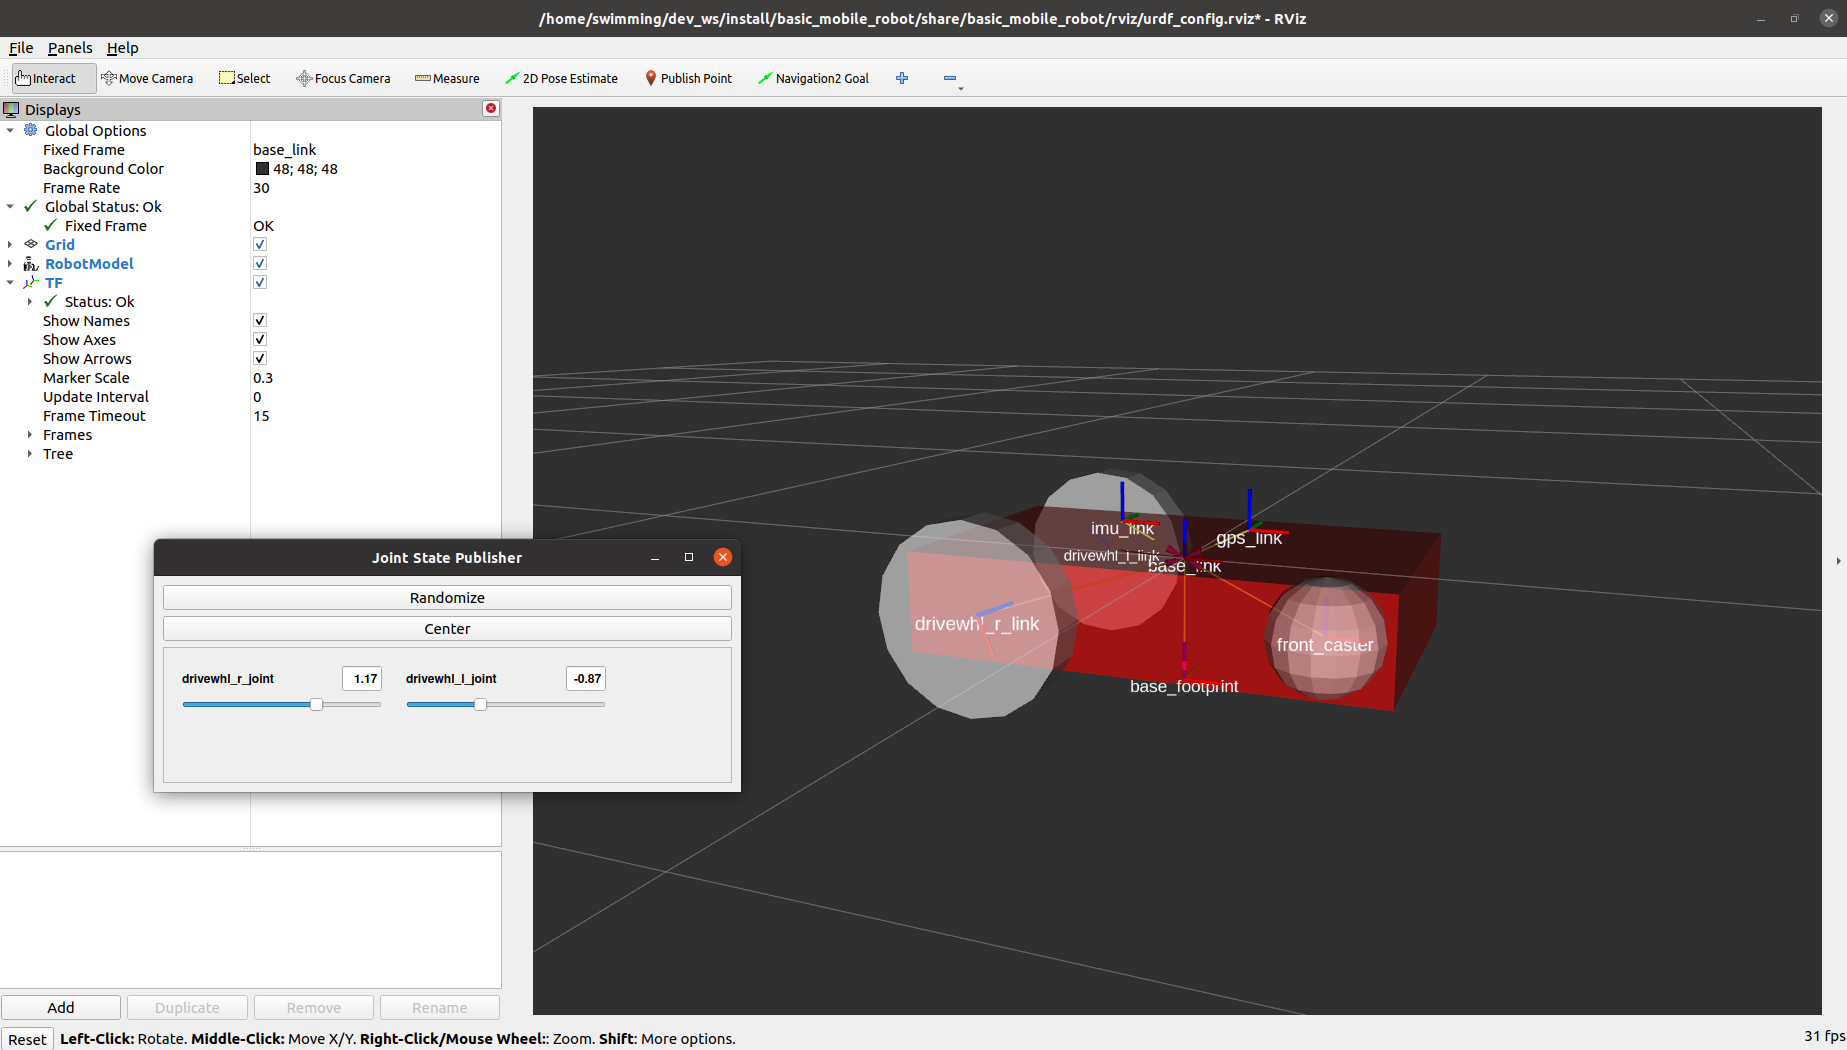 /home/swimming/dev_ws/install/basic_mobile_robot/share/basic_mobile_robot/rviz/urdf_config.rviz* - RViz
File Panels Help
Interact Move Camera Select Focus Camera Measure 2D Pose Estimate Publish Point Navigation2 Goal
Displays
Global Options
Fixed Frame base_link
Background Color 48; 48; 48
Frame Rate 30
Global Status: Ok
Fixed Frame OK
Grid
RobotModel
TF
Status: Ok
Show Names
Show Axes
Show Arrows
Marker Scale 0.3
Update Interval 0
Frame Timeout 15
Frames
Tree
Joint State Publisher
Randomize
Center
drivewhl_r_joint 1.17 drivewhl_l_joint -0.87
imu_link
gps_link
drivewhl_l_link
base_link
drivewhl_r_link
front_caster
base_footprint
Add Duplicate Remove Rename
Reset Left-Click: Rotate. Middle-Click: Move X/Y. Right-Click/Mouse Wheel:: Zoom. Shift: More options. 31 fps